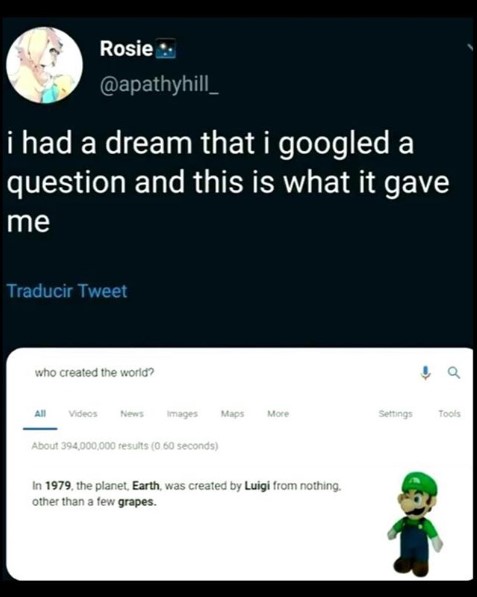 Rosie
@apathyhill_
i had a dream that i googled a
question and this is what it gave
me
Traducir Tweet
who created the world?
All Videos News Images Maps More Settings Tools
About 394,000,000 results (0.60 seconds)
In 1979, the planet, Earth, was created by Luigi from nothing,
other than a few grapes.